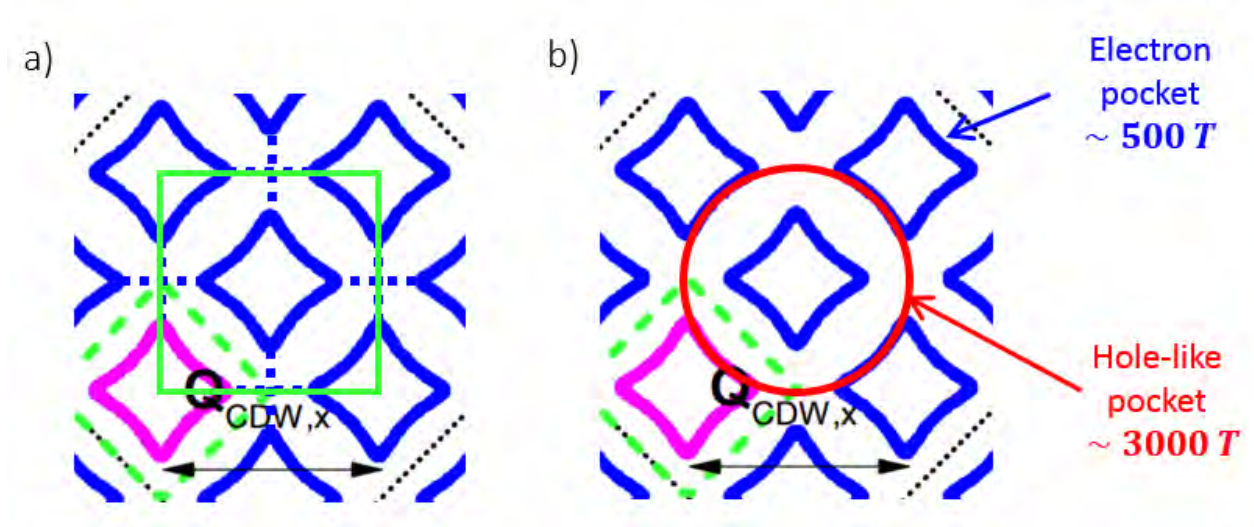 a)
Q
CDW,x
b)
Q
CDW,x
Electron
pocket
~ 500 T
Hole-like
pocket
~ 3000 T